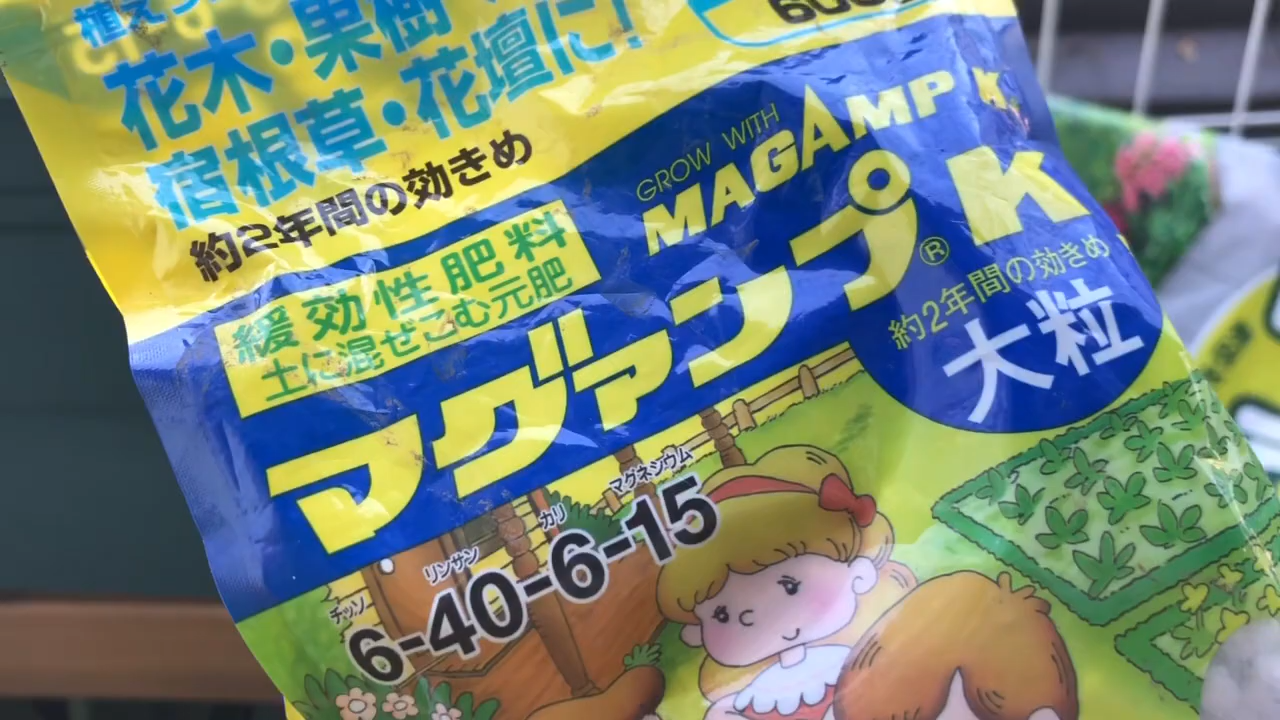 花木・果樹
宿根草・花壇に!
約2年間の効きめ
緩効性肥料
土に混ぜこむ元肥
GROW WITH
MAGAMP K
マグァンプ® K
約2年間の効きめ
大粒
チッソ リンサン カリ マグネシウム
6-40-6-15